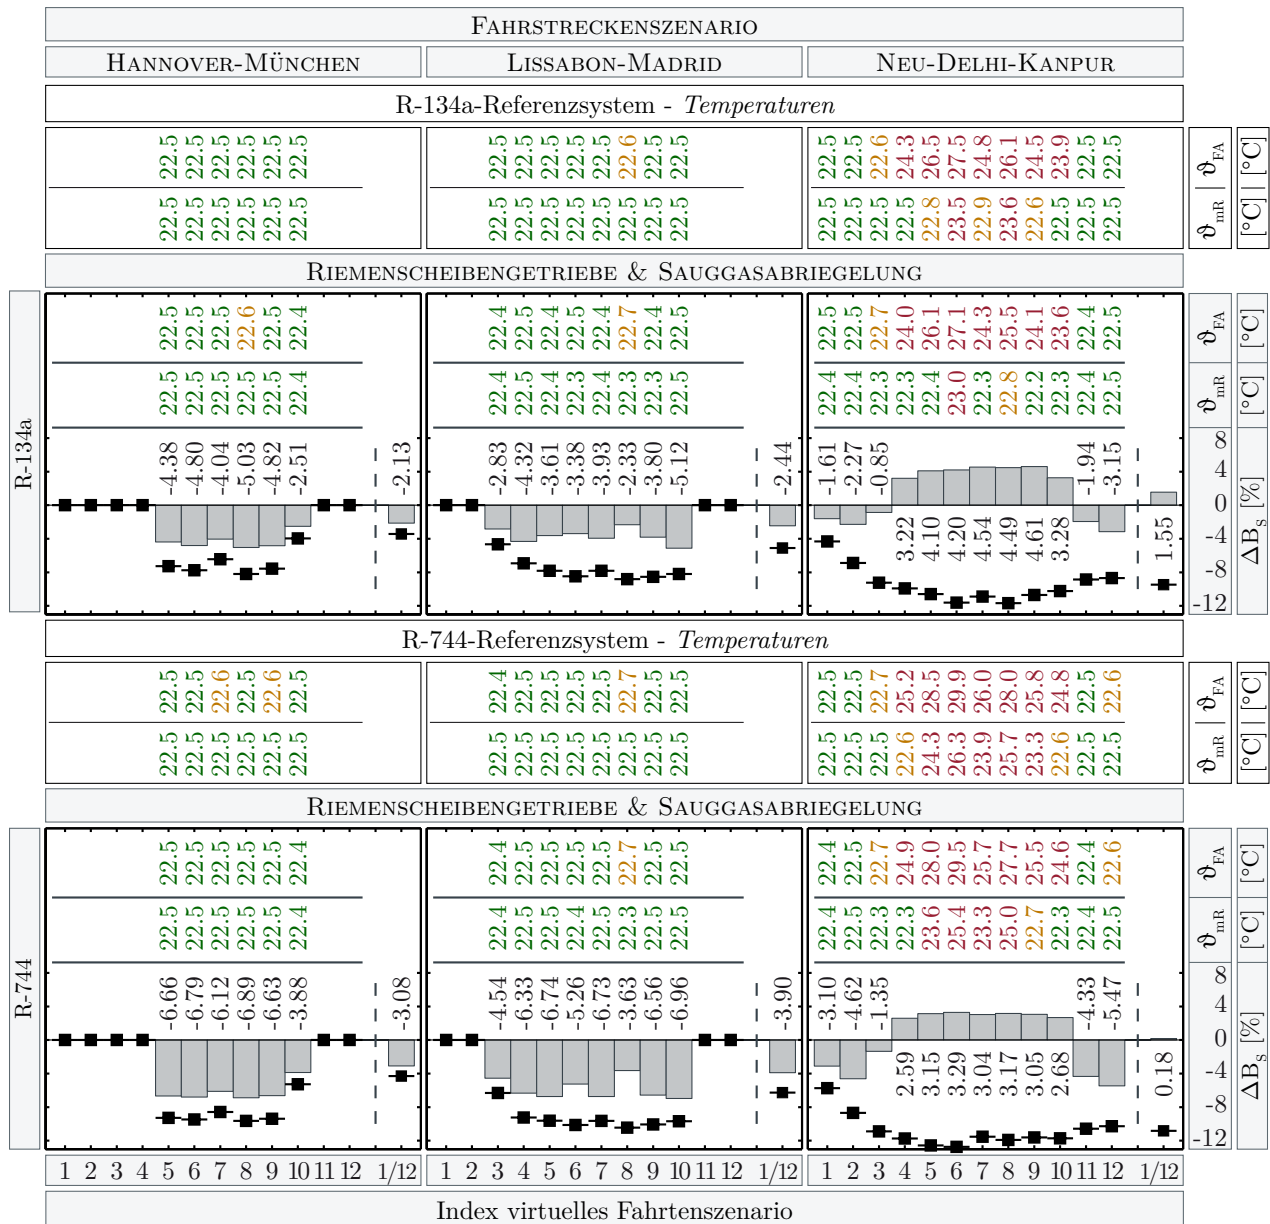 FAHRSTRECKENSZENARIO
HANNOVER-MÜNCHEN LISSABON-MADRID NEU-DELHI-KANPUR
R-134a-Referenzsystem - Temperaturen
22.5 22.5 22.5 22.5 22.5 22.5 22.5 22.5 22.5 22.5 22.5 22.6 22.5 22.5 22.5 22.5 22.6 24.3 26.5 27.5 24.8 26.1 24.5 23.9 22.5 22.5 ϑFA [°C]
22.5 22.5 22.5 22.5 22.5 22.5 22.5 22.5 22.5 22.5 22.5 22.5 22.5 22.5 22.5 22.5 22.5 22.5 22.8 23.5 22.9 23.6 22.6 22.5 22.5 22.5 ϑmR | [°C] |
RIEMENSCHEIBENGETRIEBE & SAUGGASABRIEGELUNG
R-134a
22.5 22.5 22.5 22.6 22.5 22.4 22.4 22.5 22.4 22.5 22.4 22.7 22.4 22.5 22.5 22.5 22.7 24.0 26.1 27.1 24.3 25.5 24.1 23.6 22.4 22.5 ϑFA [°C]
22.5 22.5 22.5 22.5 22.5 22.4 22.4 22.5 22.4 22.3 22.4 22.3 22.3 22.5 22.4 22.4 22.3 22.3 22.4 23.0 22.3 22.8 22.2 22.3 22.4 22.5 ϑmR [°C]
-4.38 -4.80 -4.04 -5.03 -4.82 -2.51 -2.13 -2.83 -4.32 -3.61 -3.38 -3.93 -2.33 -3.80 -5.12 -2.44 -1.61 -2.27 -0.85 -1.94 -3.15
3.22 4.10 4.20 4.54 4.49 4.61 3.28 1.55
8
4
0
-4
-8
-12
ΔBs [%]
R-744-Referenzsystem - Temperaturen
22.5 22.5 22.6 22.5 22.6 22.5 22.4 22.5 22.5 22.5 22.5 22.7 22.5 22.5 22.5 22.5 22.7 25.2 28.5 29.9 26.0 28.0 25.8 24.8 22.5 22.6 ϑFA [°C]
22.5 22.5 22.5 22.5 22.5 22.5 22.5 22.5 22.5 22.5 22.5 22.5 22.5 22.5 22.5 22.5 22.5 22.6 24.3 26.3 23.9 25.7 23.3 22.6 22.5 22.5 ϑmR | [°C] |
RIEMENSCHEIBENGETRIEBE & SAUGGASABRIEGELUNG
R-744
22.5 22.5 22.5 22.5 22.5 22.4 22.4 22.5 22.5 22.5 22.5 22.7 22.5 22.5 22.4 22.5 22.7 24.9 28.0 29.5 25.7 27.7 25.5 24.6 22.4 22.6 ϑFA [°C]
22.5 22.5 22.5 22.5 22.5 22.4 22.4 22.5 22.5 22.4 22.5 22.3 22.5 22.5 22.4 22.5 22.3 22.3 23.6 25.4 23.3 25.0 22.7 22.3 22.4 22.5 ϑmR [°C]
-6.66 -6.79 -6.12 -6.89 -6.63 -3.88 -3.08 -4.54 -6.33 -6.74 -5.26 -6.73 -3.63 -6.56 -6.96 -3.90 -3.10 -4.62 -1.35 -4.33 -5.47
2.59 3.15 3.29 3.04 3.17 3.05 2.68 0.18
8
4
0
-4
-8
-12
ΔBs [%]
1 2 3 4 5 6 7 8 9 10 11 12 1/12 1 2 3 4 5 6 7 8 9 10 11 12 1/12 1 2 3 4 5 6 7 8 9 10 11 12 1/12
Index virtuelles Fahrtenszenario